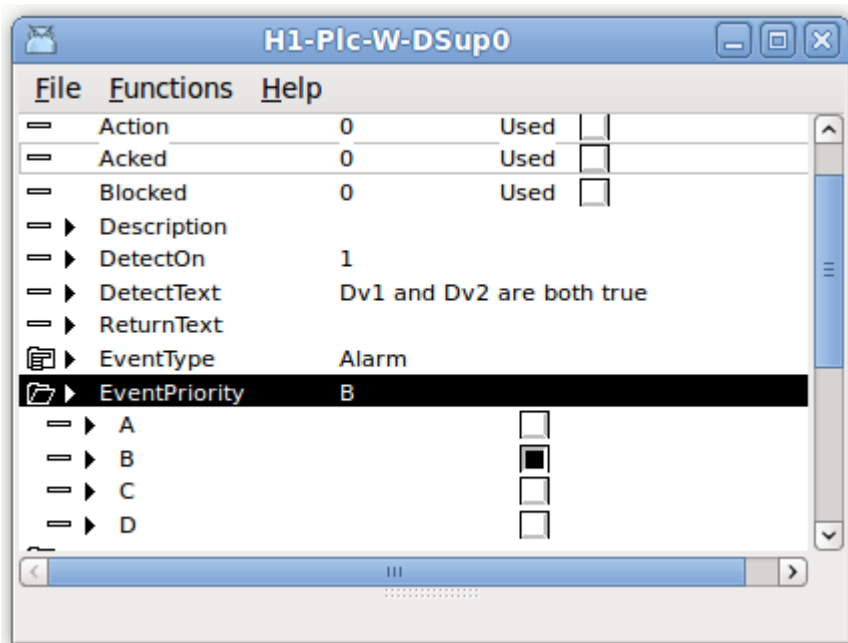 H1-Plc-W-DSup0
File Functions Help
Action 0 Used
Acked 0 Used
Blocked 0 Used
Description
DetectOn 1
DetectText Dv1 and Dv2 are both true
ReturnText
EventType Alarm
EventPriority B
A
B
C
D